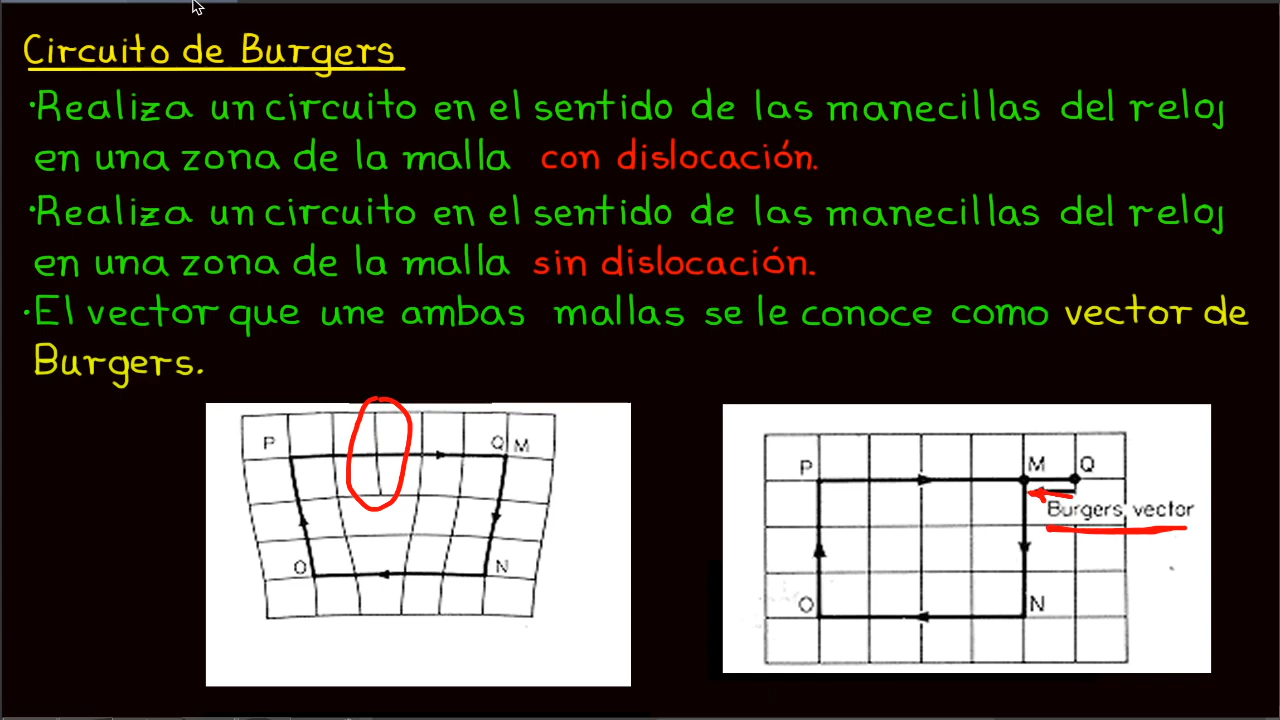 Circuito de Burgers
·Realiza un circuito en el sentido de las manecillas del reloj
en una zona de la malla con dislocación.
·Realiza un circuito en el sentido de las manecillas del reloj
en una zona de la malla sin dislocación.
·El vector que une ambas mallas se le conoce como vector de
Burgers.
P Q M
O N
P M Q
Burgers vector
O N